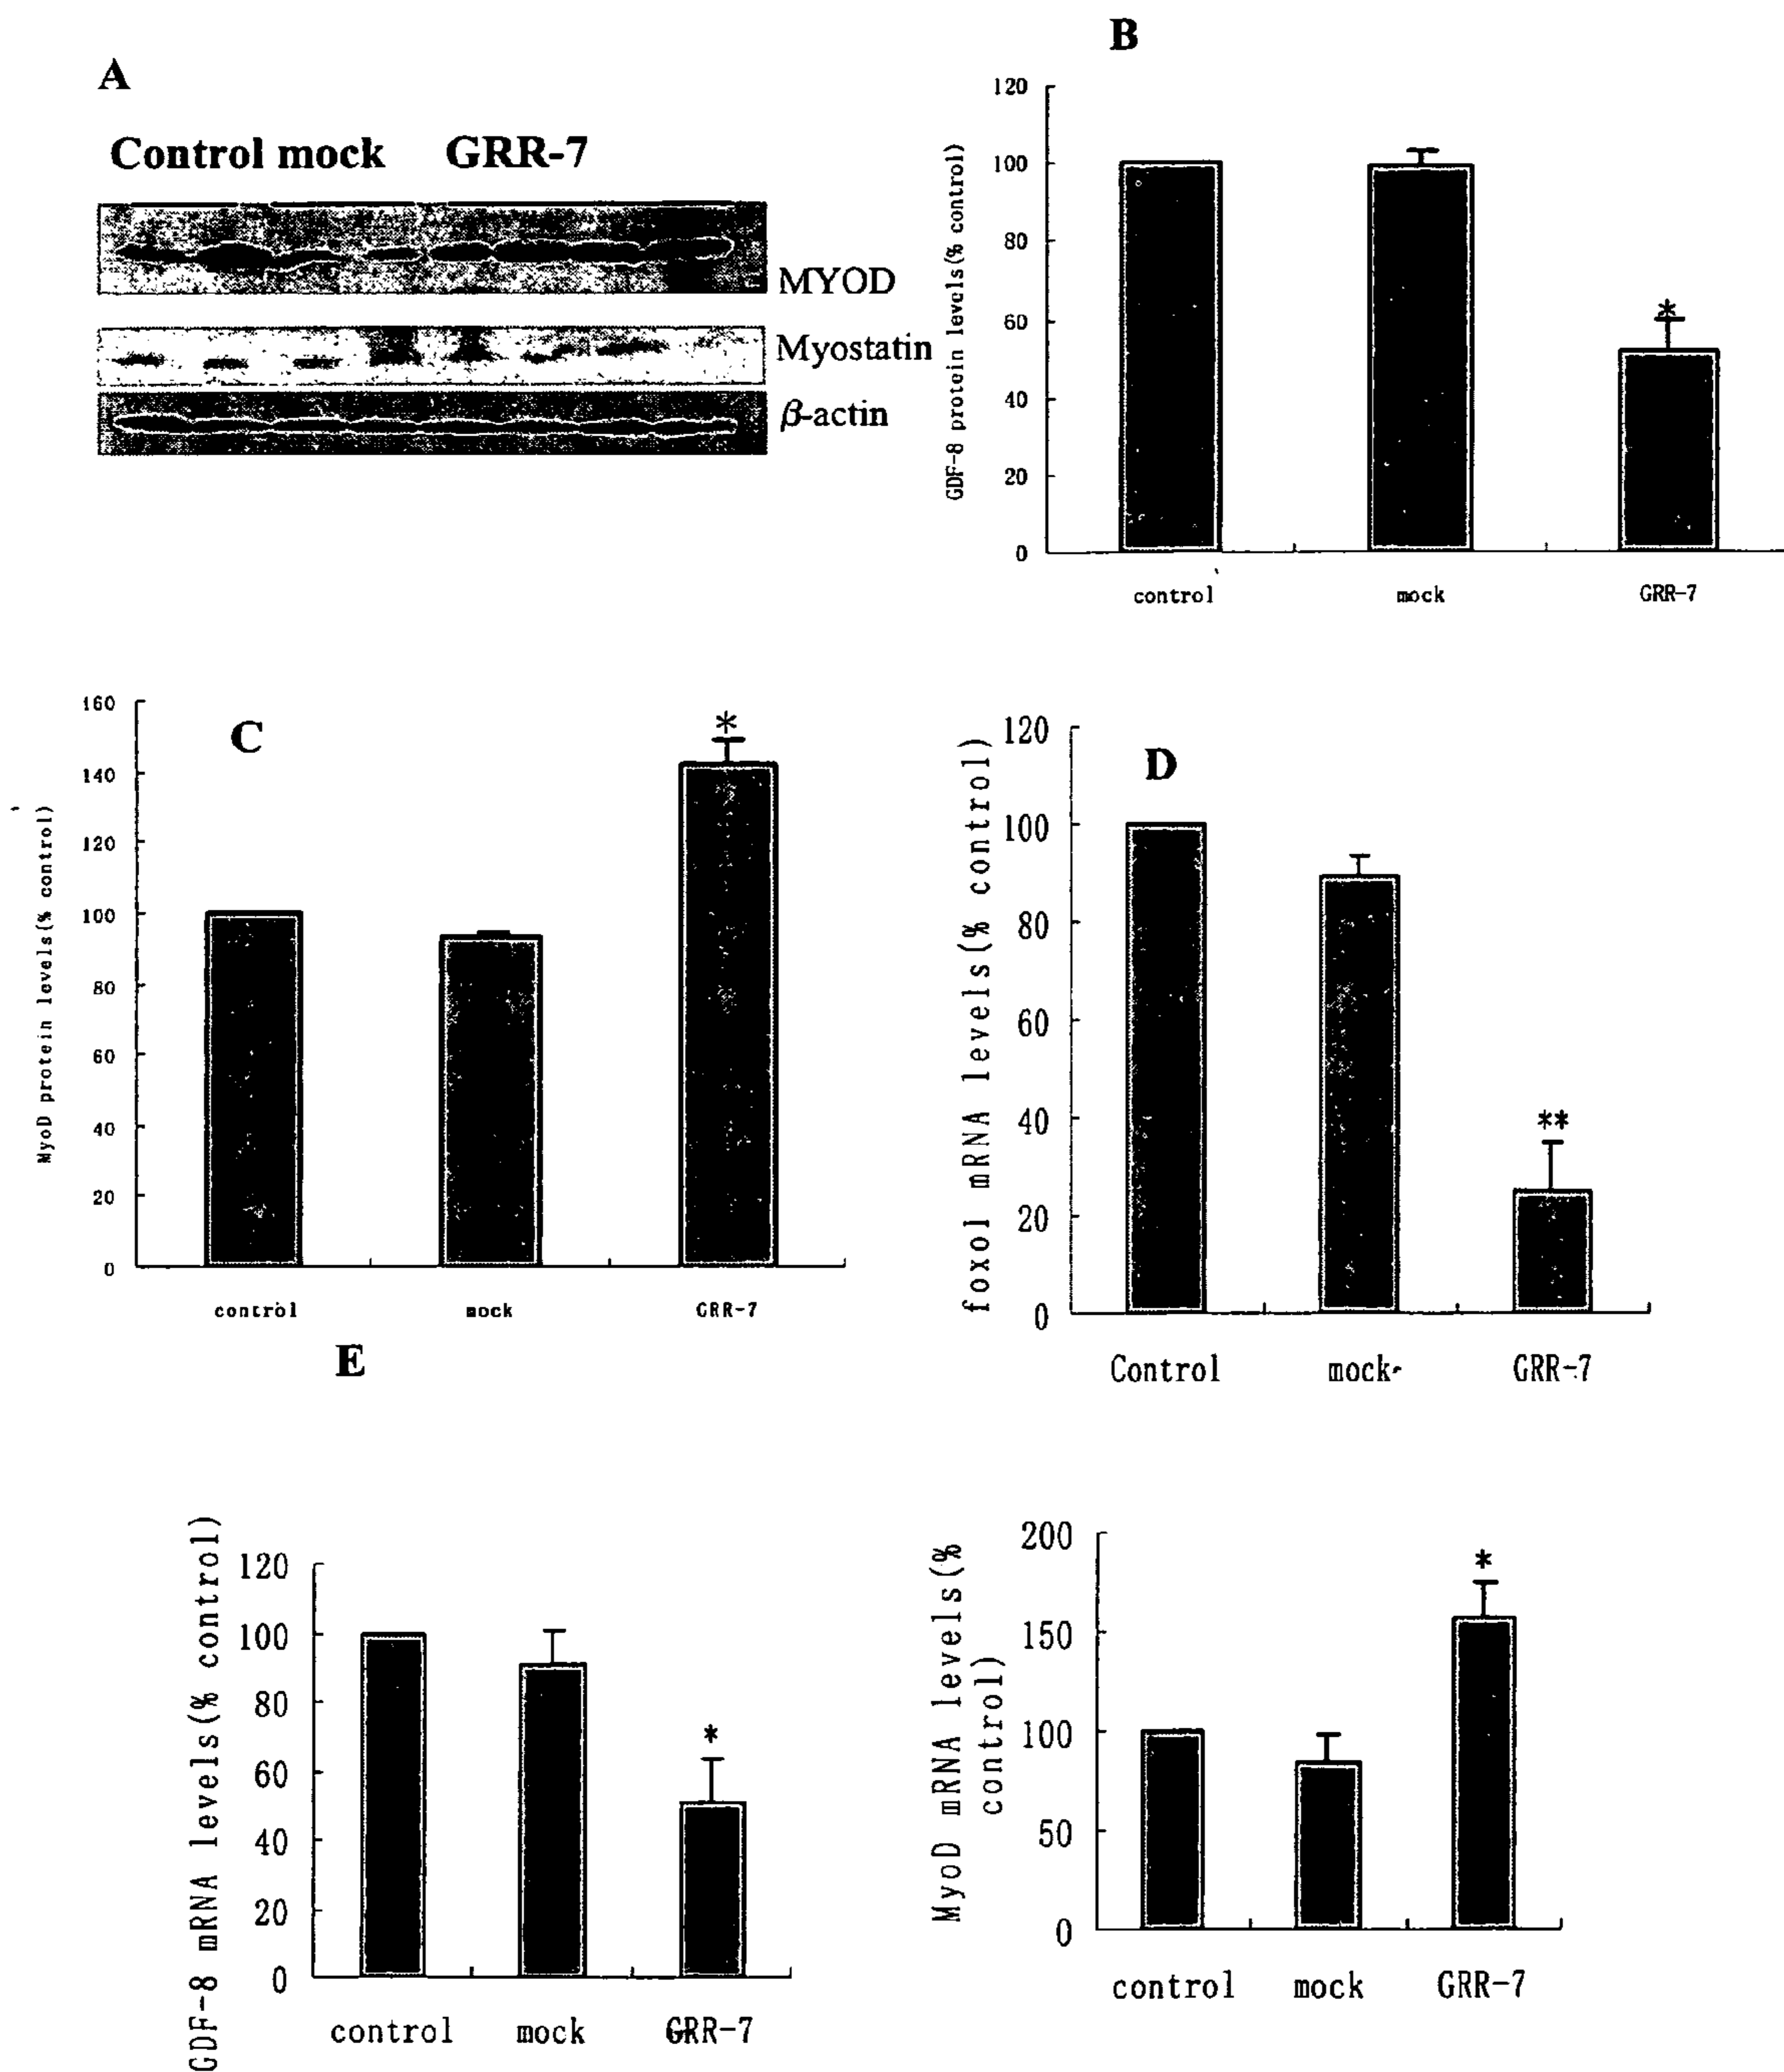 A
Control mock GRR-7
MYOD
Myostatin
β-actin
B
GDF-8 protein levels(% control)
120
100
80
60
40
20
0
*
control
mock
GRR-7
C
MyoD protein levels(% control)
160
140
120
100
80
60
40
20
0
*
control
mock
GRR-7
D
foxo1 mRNA levels(% control)
120
100
80
60
40
20
0
**
Control
mock
GRR-7
E
GDF-8 mRNA levels(% control)
120
100
80
60
40
20
0
*
control
mock
GRR-7
MyoD mRNA levels(%
control)
200
150
100
50
0
*
control
mock
GRR-7